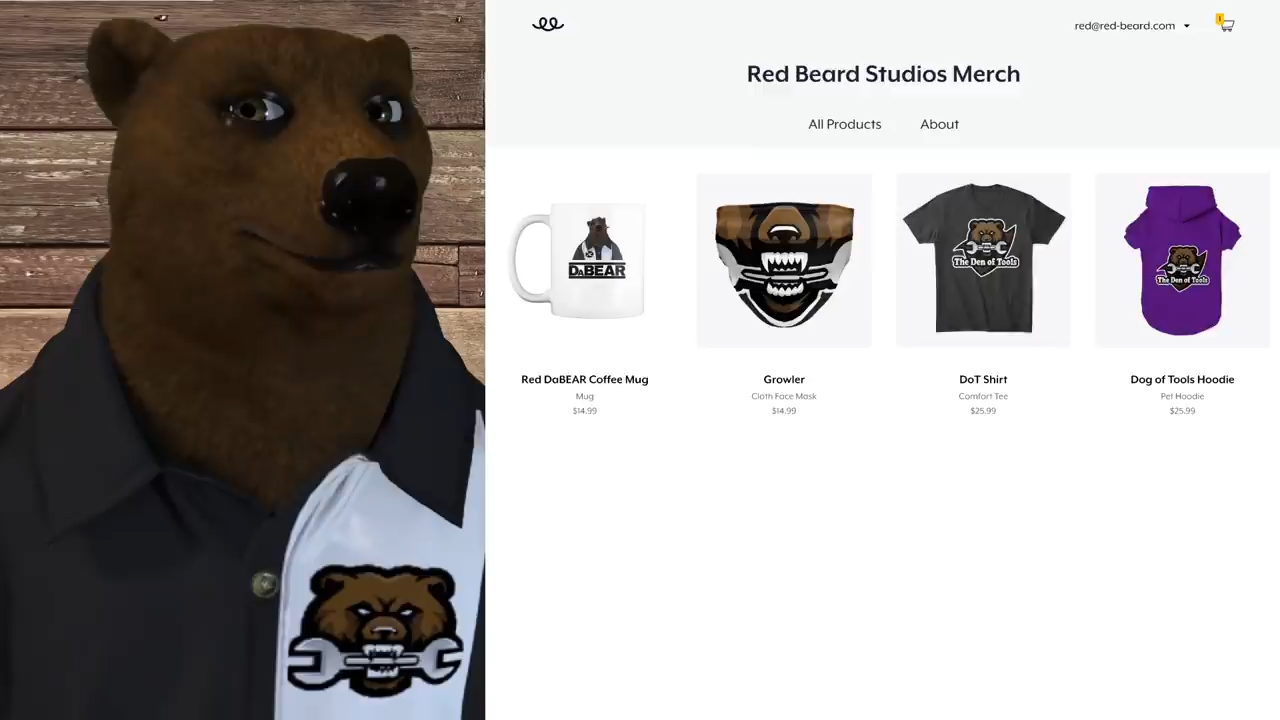 red@red-beard.com
1
Red Beard Studios Merch
All Products
About
DABEAR
The Den of Tools
The Den of Tools
Red DaBEAR Coffee Mug
Mug
$14.99
Growler
Cloth Face Mask
$14.99
DoT Shirt
Comfort Tee
$25.99
Dog of Tools Hoodie
Pet Hoodie
$25.99